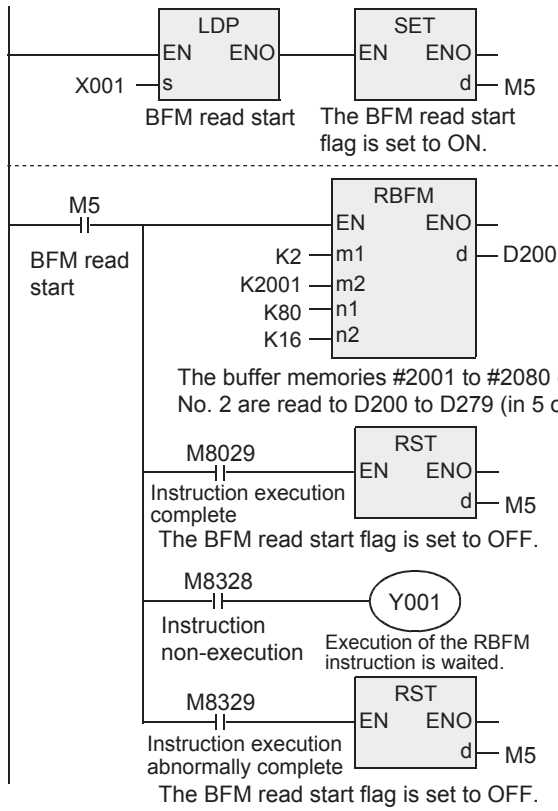 LDP
SET
EN ENO
EN ENO
X001 s
d M5
BFM read start
The BFM read start
flag is set to ON.
M5
RBFM
EN ENO
BFM read
start
K2 m1 d D200
K2001 m2
K80 n1
K16 n2
The buffer memories #2001 to #2080
No. 2 are read to D200 to D279 (in 5
M8029
RST
EN ENO
Instruction execution
complete
d M5
The BFM read start flag is set to OFF.
M8328
Y001
Instruction
non-execution
Execution of the RBFM
instruction is waited.
M8329
RST
EN ENO
Instruction execution
abnormally complete
d M5
The BFM read start flag is set to OFF.